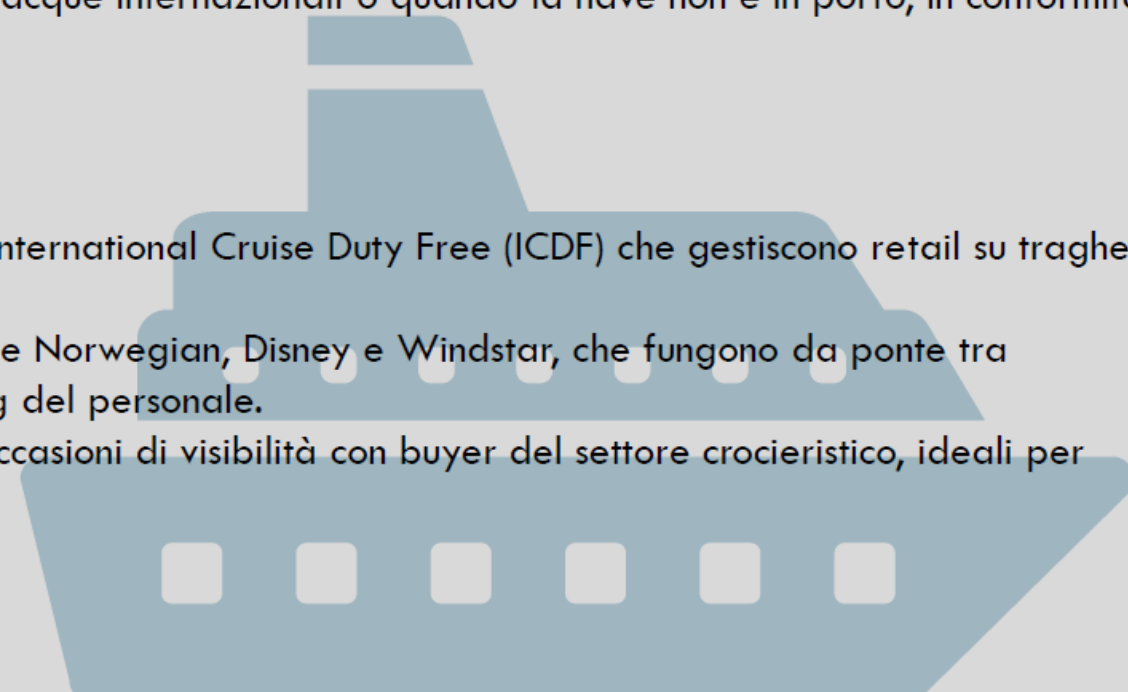 acque internazionali o quando la nave non è in porto, in conformità
nternational Cruise Duty Free (ICDF) che gestiscono retail su traghe
e Norwegian, Disney e Windstar, che fungono da ponte tra
g del personale.
ccasioni di visibilità con buyer del settore crocieristico, ideali per